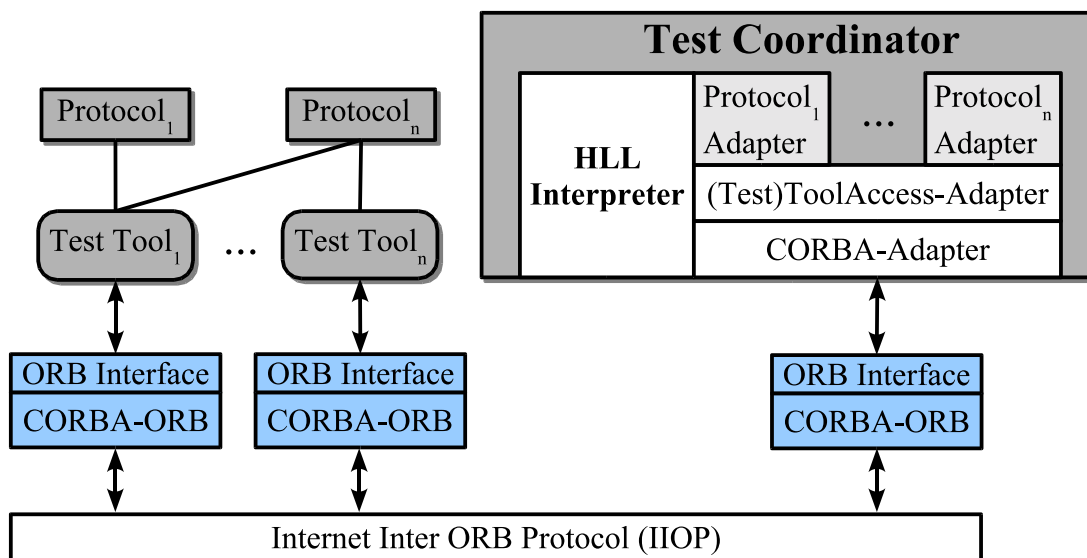 Test Coordinator
Protocol1
Protocoln
HLL
Interpreter
Protocol1
Adapter
...
Protocoln
Adapter
(Test)ToolAccess-Adapter
CORBA-Adapter
Test Tool1
...
Test Tooln
ORB Interface
CORBA-ORB
ORB Interface
CORBA-ORB
ORB Interface
CORBA-ORB
Internet Inter ORB Protocol (IIOP)